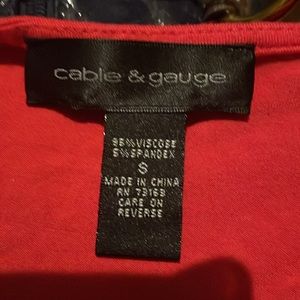 cable & gauge
95%VISCOSE
5%SPANDEX
S
MADE IN CHINA
RN 73163
CARE ON
REVERSE